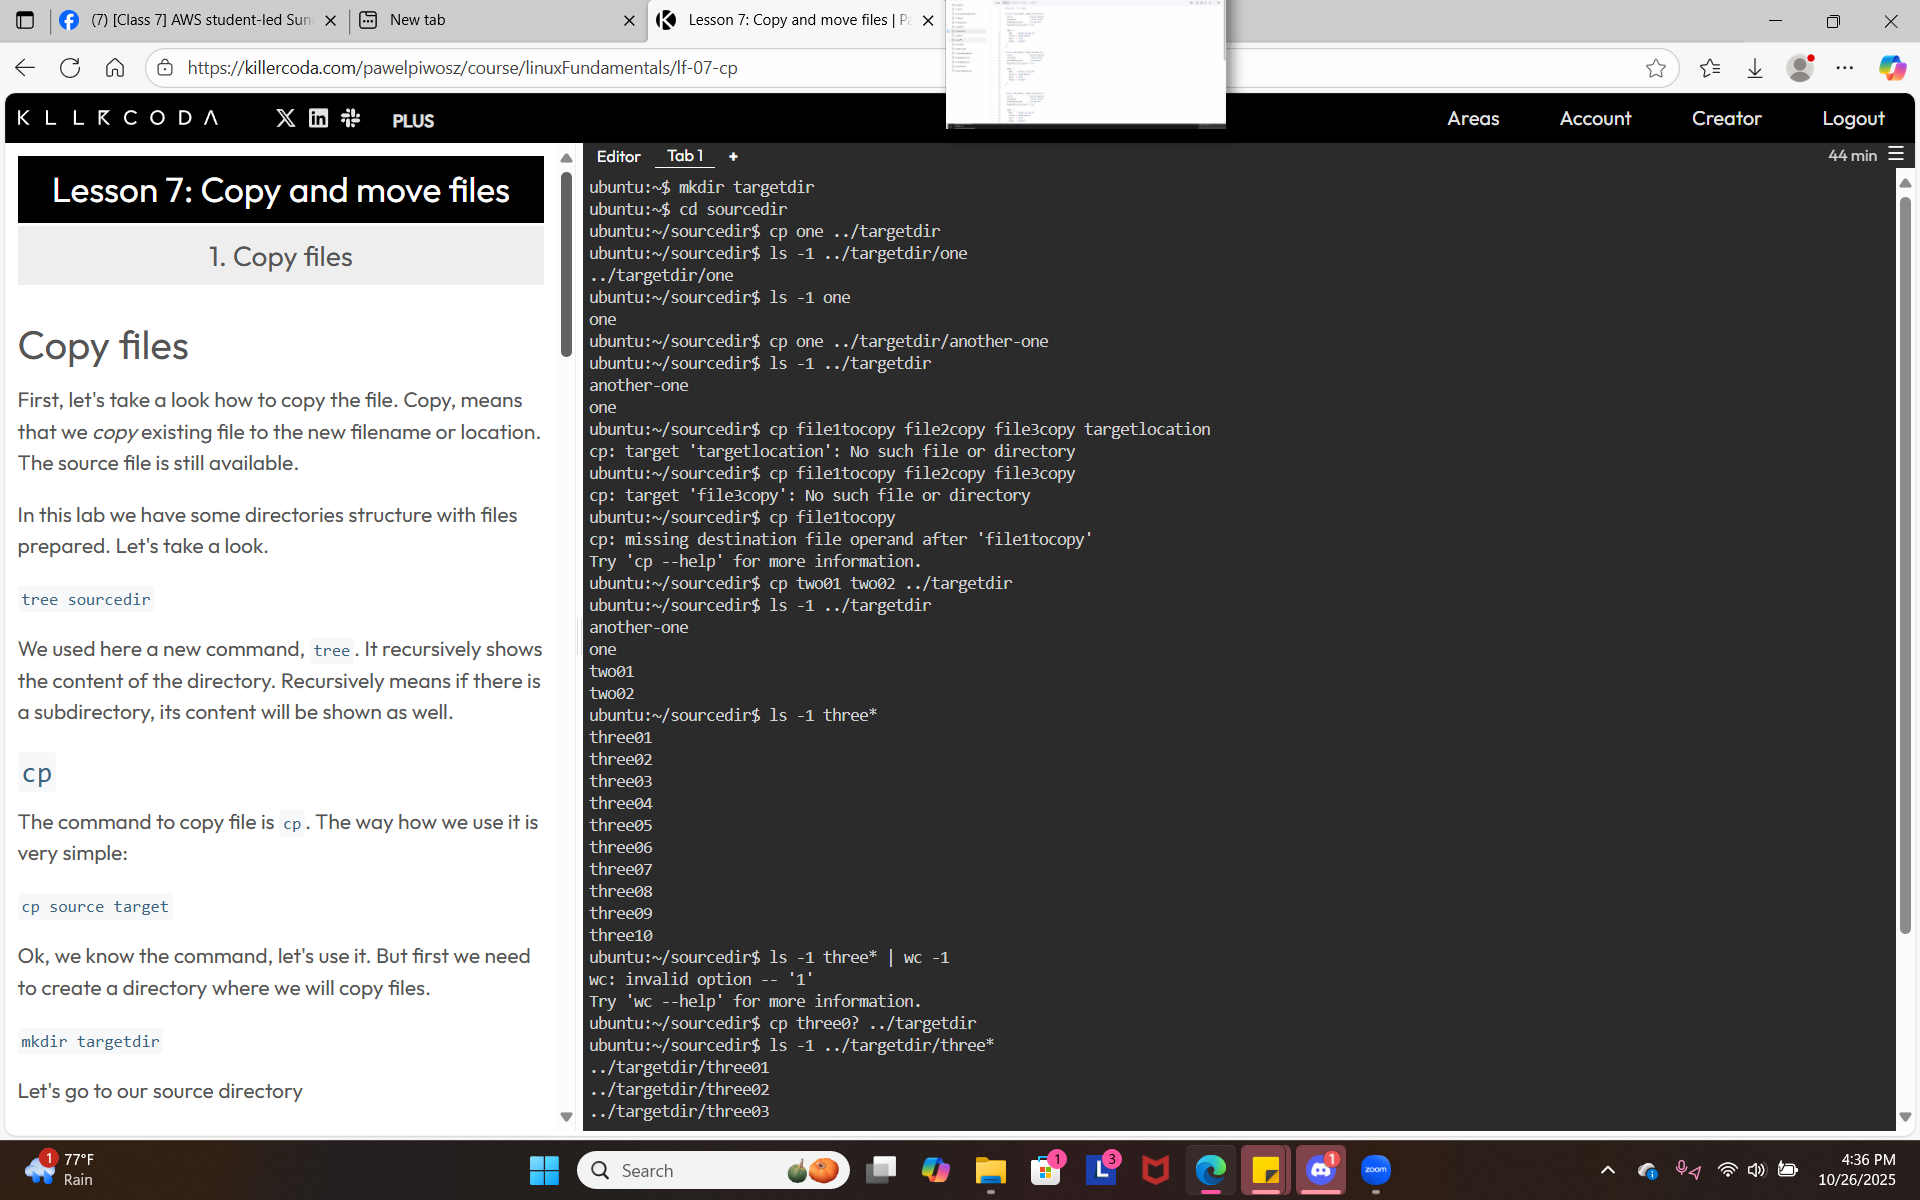 (7) [Class 7] AWS student-led Sun
New tab
Lesson 7: Copy and move files | Pa
https://killercoda.com/pawelpiwosz/course/linuxFundamentals/lf-07-cp
KILLERCODA
PLUS
Areas
Account
Creator
Logout
Lesson 7: Copy and move files
1. Copy files
Copy files
First, let's take a look how to copy the file. Copy, means
that we copy existing file to the new filename or location.
The source file is still available.
In this lab we have some directories structure with files
prepared. Let's take a look.
tree sourcedir
We used here a new command, tree. It recursively shows
the content of the directory. Recursively means if there is
a subdirectory, its content will be shown as well.
cp
The command to copy file is cp. The way how we use it is
very simple:
cp source target
Ok, we know the command, let's use it. But first we need
to create a directory where we will copy files.
mkdir targetdir
Let's go to our source directory
Editor
Tab 1
+
44 min
ubuntu:~$ mkdir targetdir
ubuntu:~$ cd sourcedir
ubuntu:~/sourcedir$ cp one ../targetdir
ubuntu:~/sourcedir$ ls -1 ../targetdir/one
../targetdir/one
ubuntu:~/sourcedir$ ls -1 one
one
ubuntu:~/sourcedir$ cp one ../targetdir/another-one
ubuntu:~/sourcedir$ ls -1 ../targetdir
another-one
one
ubuntu:~/sourcedir$ cp file1tocopy file2copy file3copy targetlocation
cp: target 'targetlocation': No such file or directory
ubuntu:~/sourcedir$ cp file1tocopy file2copy file3copy
cp: target 'file3copy': No such file or directory
ubuntu:~/sourcedir$ cp file1tocopy
cp: missing destination file operand after 'file1tocopy'
Try 'cp --help' for more information.
ubuntu:~/sourcedir$ cp two01 two02 ../targetdir
ubuntu:~/sourcedir$ ls -1 ../targetdir
another-one
one
two01
two02
ubuntu:~/sourcedir$ ls -1 three*
three01
three02
three03
three04
three05
three06
three07
three08
three09
three10
ubuntu:~/sourcedir$ ls -1 three* | wc -1
wc: invalid option -- '1'
Try 'wc --help' for more information.
ubuntu:~/sourcedir$ cp three0? ../targetdir
ubuntu:~/sourcedir$ ls -1 ../targetdir/three*
../targetdir/three01
../targetdir/three02
../targetdir/three03
1
77°F
Rain
Search
1
L
3
1
zoom
4:36 PM
10/26/2025